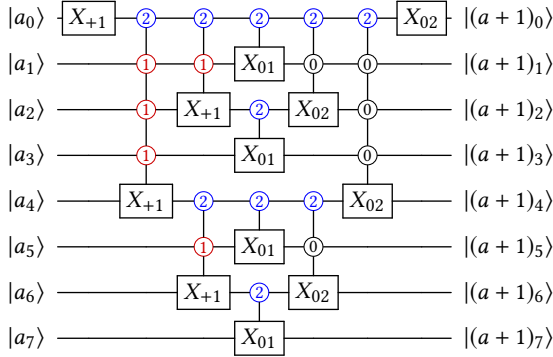 |a₀⟩ X₊₁ 2 2 2 2 2 X₀₂ |(a + 1)₀⟩
|a₁⟩ 1 1 X₀₁ 0 0 |(a + 1)₁⟩
|a₂⟩ 1 X₊₁ 2 X₀₂ 0 |(a + 1)₂⟩
|a₃⟩ 1 X₀₁ 0 |(a + 1)₃⟩
|a₄⟩ X₊₁ 2 2 2 X₀₂ |(a + 1)₄⟩
|a₅⟩ 1 X₀₁ 0 |(a + 1)₅⟩
|a₆⟩ X₊₁ 2 X₀₂ |(a + 1)₆⟩
|a₇⟩ X₀₁ |(a + 1)₇⟩